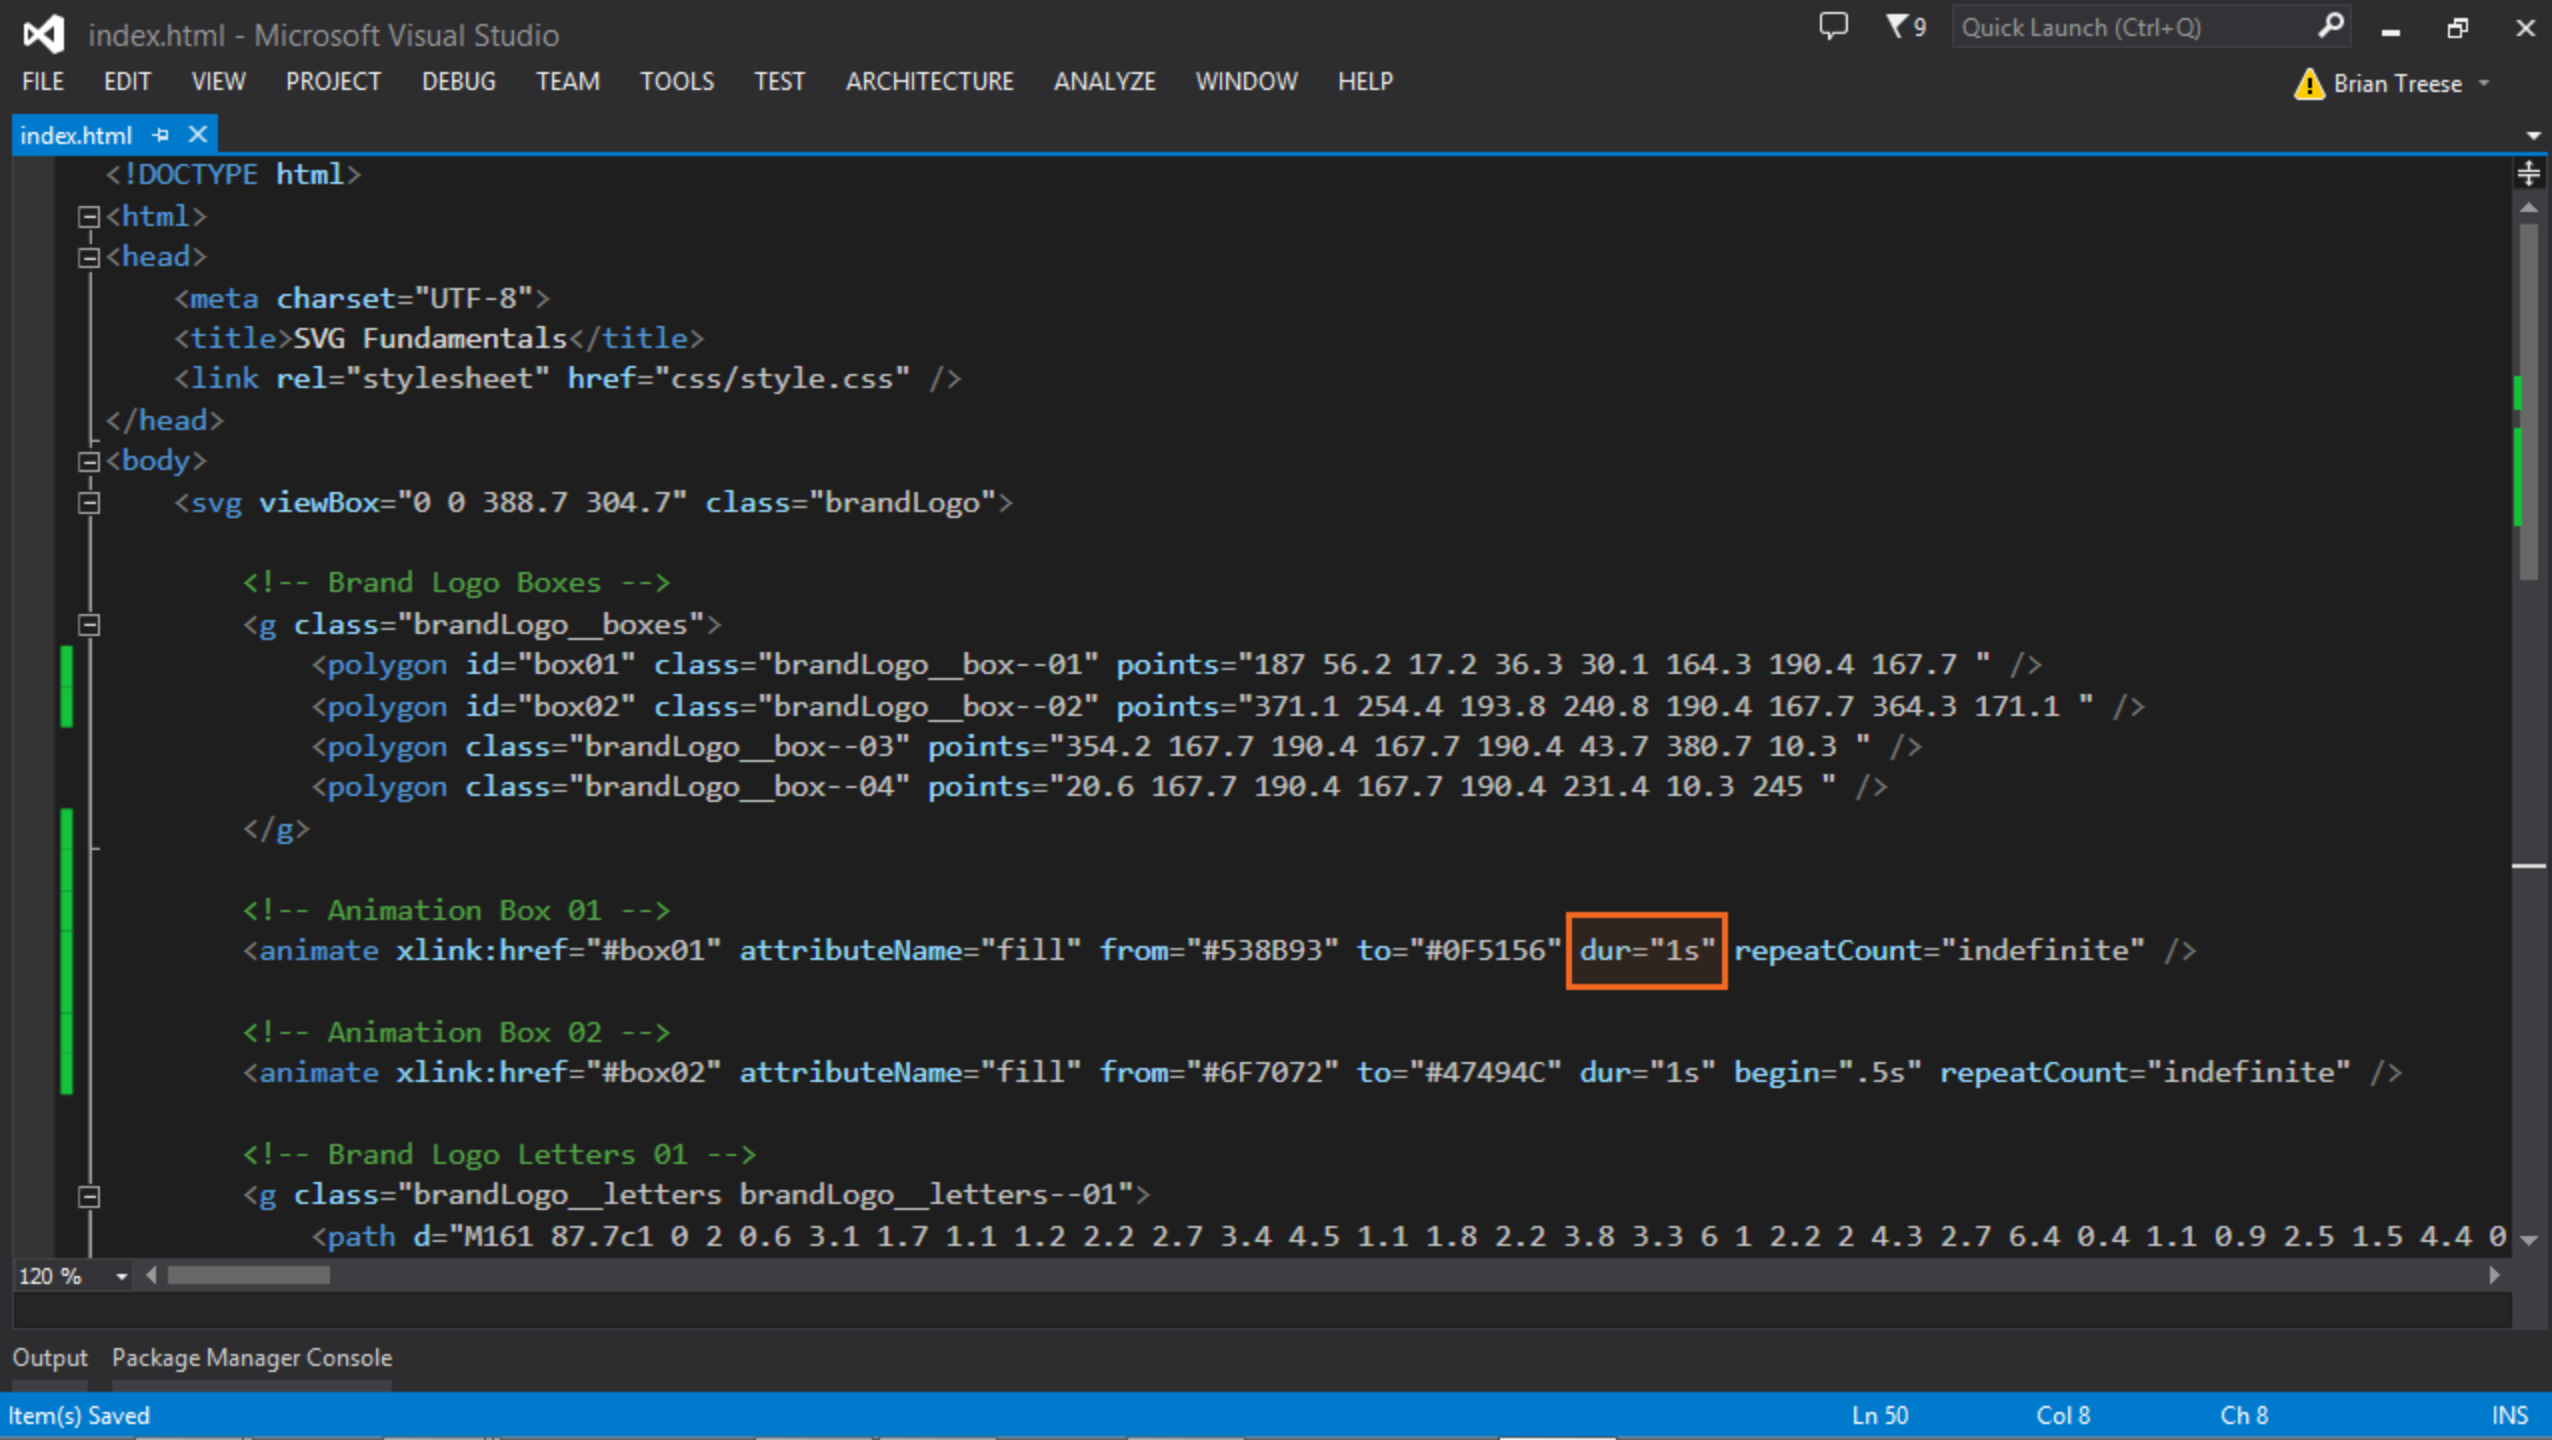 index.html - Microsoft Visual Studio
9
Quick Launch (Ctrl+Q)
FILE EDIT VIEW PROJECT DEBUG TEAM TOOLS TEST ARCHITECTURE ANALYZE WINDOW HELP
Brian Treese
index.html
<!DOCTYPE html>
<html>
<head>
<meta charset="UTF-8">
<title>SVG Fundamentals</title>
<link rel="stylesheet" href="css/style.css" />
</head>
<body>
<svg viewBox="0 0 388.7 304.7" class="brandLogo">
<!-- Brand Logo Boxes -->
<g class="brandLogo__boxes">
<polygon id="box01" class="brandLogo__box--01" points="187 56.2 17.2 36.3 30.1 164.3 190.4 167.7 " />
<polygon id="box02" class="brandLogo__box--02" points="371.1 254.4 193.8 240.8 190.4 167.7 364.3 171.1 " />
<polygon class="brandLogo__box--03" points="354.2 167.7 190.4 167.7 190.4 43.7 380.7 10.3 " />
<polygon class="brandLogo__box--04" points="20.6 167.7 190.4 167.7 190.4 231.4 10.3 245 " />
</g>
<!-- Animation Box 01 -->
<animate xlink:href="#box01" attributeName="fill" from="#538B93" to="#0F5156" dur="1s" repeatCount="indefinite" />
<!-- Animation Box 02 -->
<animate xlink:href="#box02" attributeName="fill" from="#6F7072" to="#47494C" dur="1s" begin=".5s" repeatCount="indefinite" />
<!-- Brand Logo Letters 01 -->
<g class="brandLogo__letters brandLogo__letters--01">
<path d="M161 87.7c1 0 2 0.6 3.1 1.7 1.1 1.2 2.2 2.7 3.4 4.5 1.1 1.8 2.2 3.8 3.3 6 1 2.2 2 4.3 2.7 6.4 0.4 1.1 0.9 2.5 1.5 4.4 0
120 %
Output Package Manager Console
Item(s) Saved
Ln 50 Col 8 Ch 8 INS